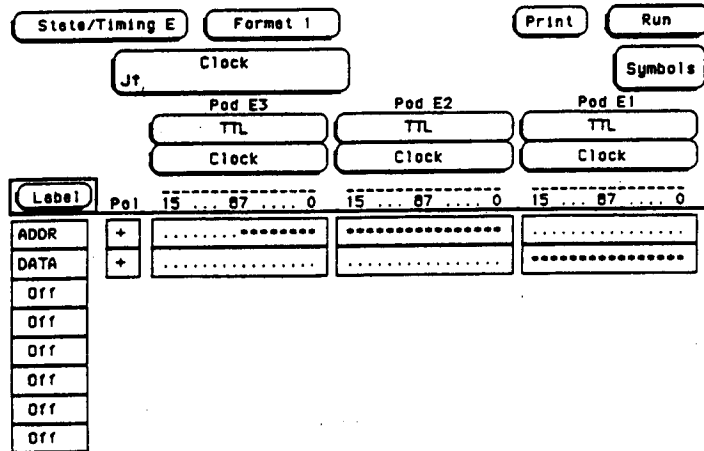 State/Timing E Format 1 Print Run
Clock
J↑
Symbols
Pod E3 Pod E2 Pod E1
TTL TTL TTL
Clock Clock Clock
Label Pol 15 ... 87 .... 0 15 ... 87 .... 0 15 ... 87 .... 0
ADDR + ........******** **************** ................
DATA + ................ ................ ****************
Off
Off
Off
Off
Off
Off